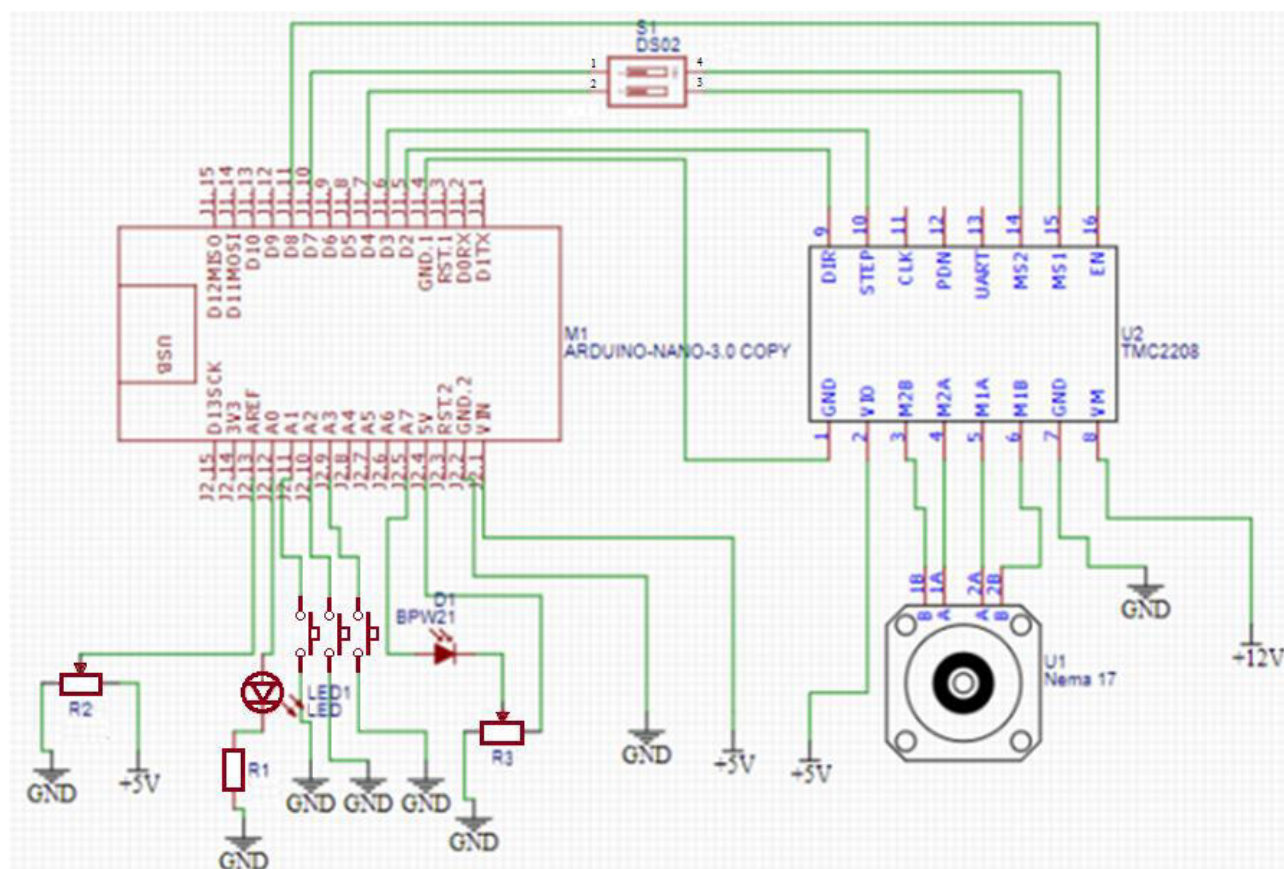 S1
DS02
1
4
2
3
J1.15
J1.14
J1.13
J1.12
J1.11
J1.10
J1.9
J1.8
J1.7
J1.6
J1.5
J1.4
J1.3
J1.2
J1.1
D12MISO
D11MOSI
D10
D9
D8
D7
D6
D5
D4
D3
D2
GND.1
RST.1
D0RX
D1TX
USB
M1
ARDUINO-NANO-3.0 COPY
D13SCK
3V3
AREF
A0
A1
A2
A3
A4
A5
A6
A7
5V
RST.2
GND.2
VIN
J2.15
J2.14
J2.13
J2.12
J2.11
J2.10
J2.9
J2.8
J2.7
J2.6
J2.5
J2.4
J2.3
J2.2
J2.1
9
10
11
12
13
14
15
16
DIR
STEP
CLK
PDN
UART
MS2
MS1
EN
U2
TMC2208
GND
VIO
M2B
M2A
M1A
M1B
GND
VM
1
2
3
4
5
6
7
8
1B
1A
2A
2B
B
A
A
B
U1
Nema 17
GND
+12V
BPW21
R2
LED1
LED
R1
R3
GND
+5V
GND
GND
GND
GND
GND
GND
+5V
+5V